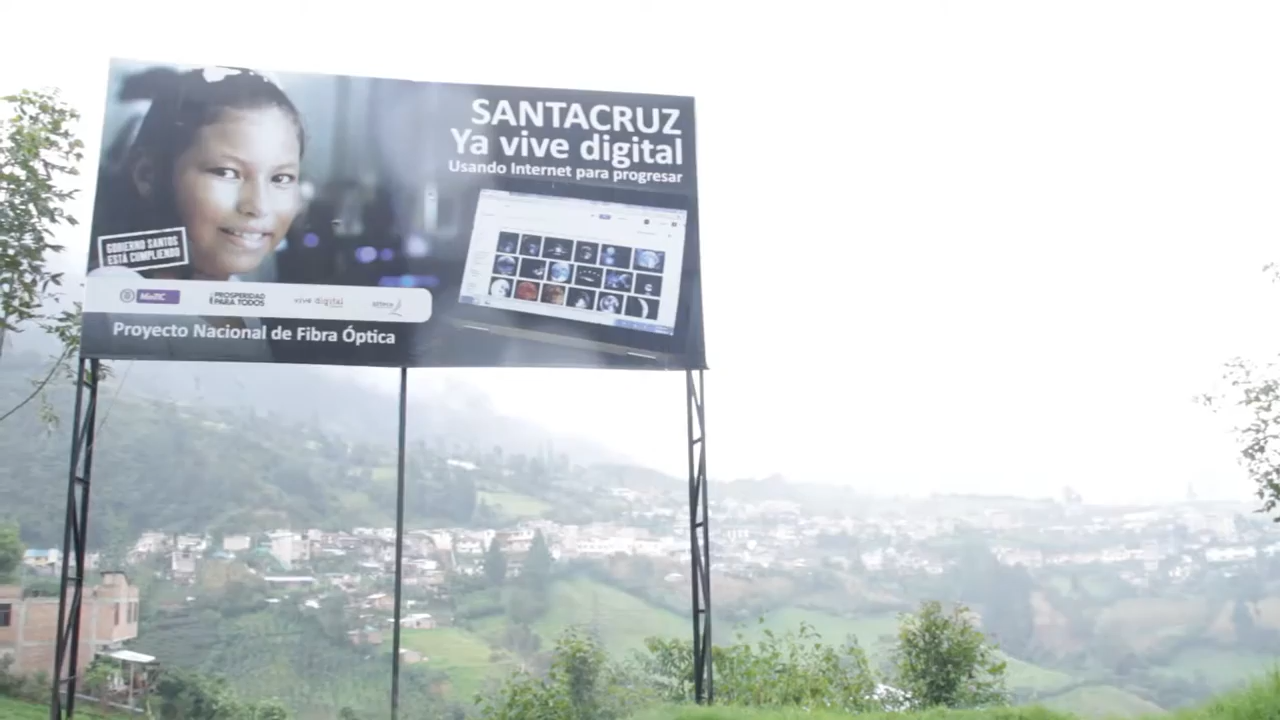 SANTACRUZ
Ya vive digital
Usando Internet para progresar
GOBIERNO SANTOS
ESTÁ CUMPLIENDO
MinTIC
PROSPERIDAD
PARA TODOS
vive digital
Proyecto Nacional de Fibra Óptica